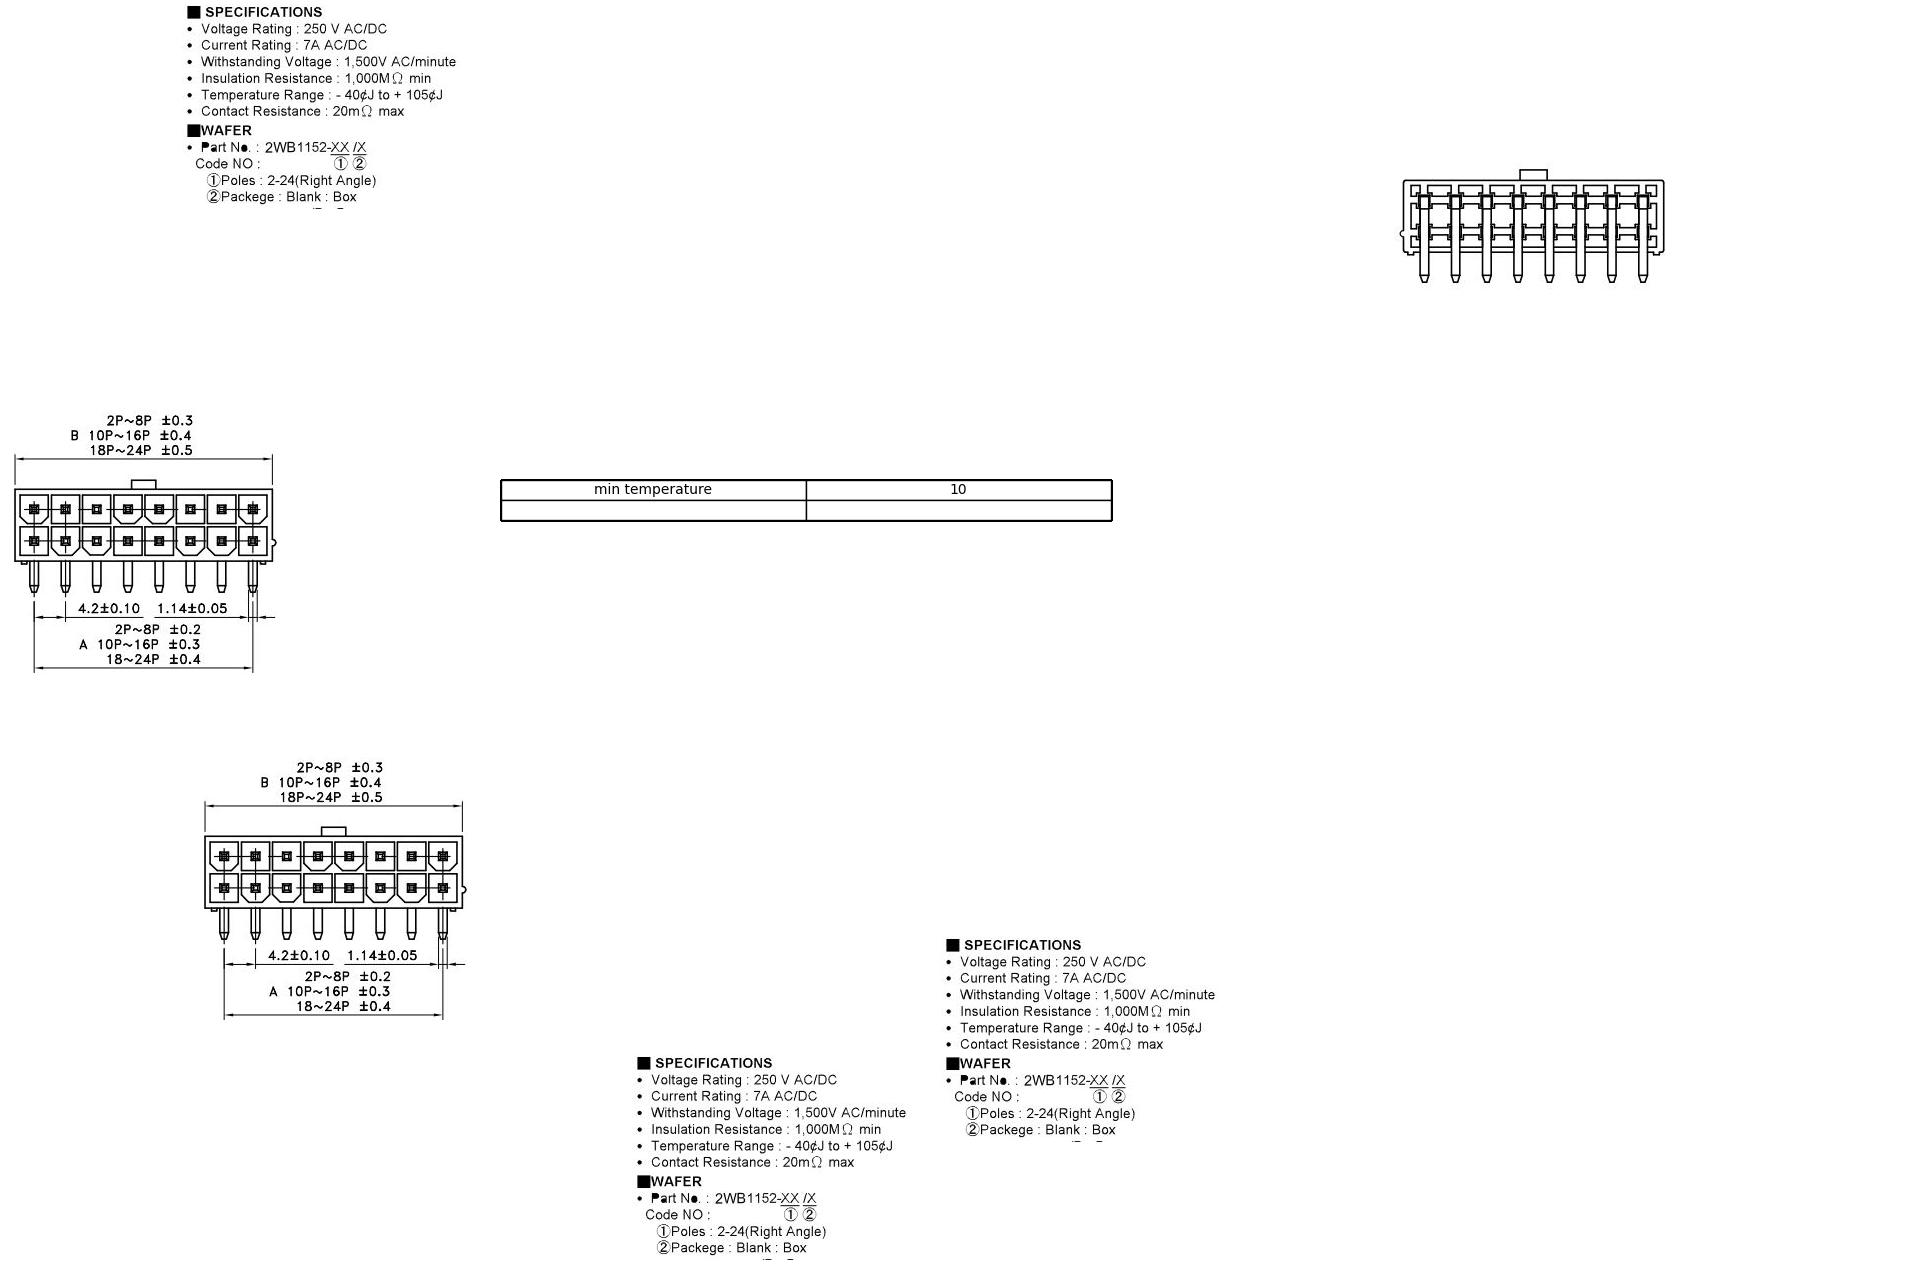 ■ SPECIFICATIONS
• Voltage Rating : 250 V AC/DC
• Current Rating : 7A AC/DC
• Withstanding Voltage : 1,500V AC/minute
• Insulation Resistance : 1,000MΩ min
• Temperature Range : - 40¢J to + 105¢J
• Contact Resistance : 20mΩ max
■WAFER
• Part No. : 2WB1152-XX /X
Code NO : ① ②
①Poles : 2-24(Right Angle)
②Packege : Blank : Box
2P~8P ±0.3
B 10P~16P ±0.4
18P~24P ±0.5
4.2±0.10 1.14±0.05
2P~8P ±0.2
A 10P~16P ±0.3
18~24P ±0.4
min temperature 10
2P~8P ±0.3
B 10P~16P ±0.4
18P~24P ±0.5
4.2±0.10 1.14±0.05
2P~8P ±0.2
A 10P~16P ±0.3
18~24P ±0.4
■ SPECIFICATIONS
• Voltage Rating : 250 V AC/DC
• Current Rating : 7A AC/DC
• Withstanding Voltage : 1,500V AC/minute
• Insulation Resistance : 1,000MΩ min
• Temperature Range : - 40¢J to + 105¢J
• Contact Resistance : 20mΩ max
■WAFER
• Part No. : 2WB1152-XX /X
Code NO : ① ②
①Poles : 2-24(Right Angle)
②Packege : Blank : Box
■ SPECIFICATIONS
• Voltage Rating : 250 V AC/DC
• Current Rating : 7A AC/DC
• Withstanding Voltage : 1,500V AC/minute
• Insulation Resistance : 1,000MΩ min
• Temperature Range : - 40¢J to + 105¢J
• Contact Resistance : 20mΩ max
■WAFER
• Part No. : 2WB1152-XX /X
Code NO : ① ②
①Poles : 2-24(Right Angle)
②Packege : Blank : Box